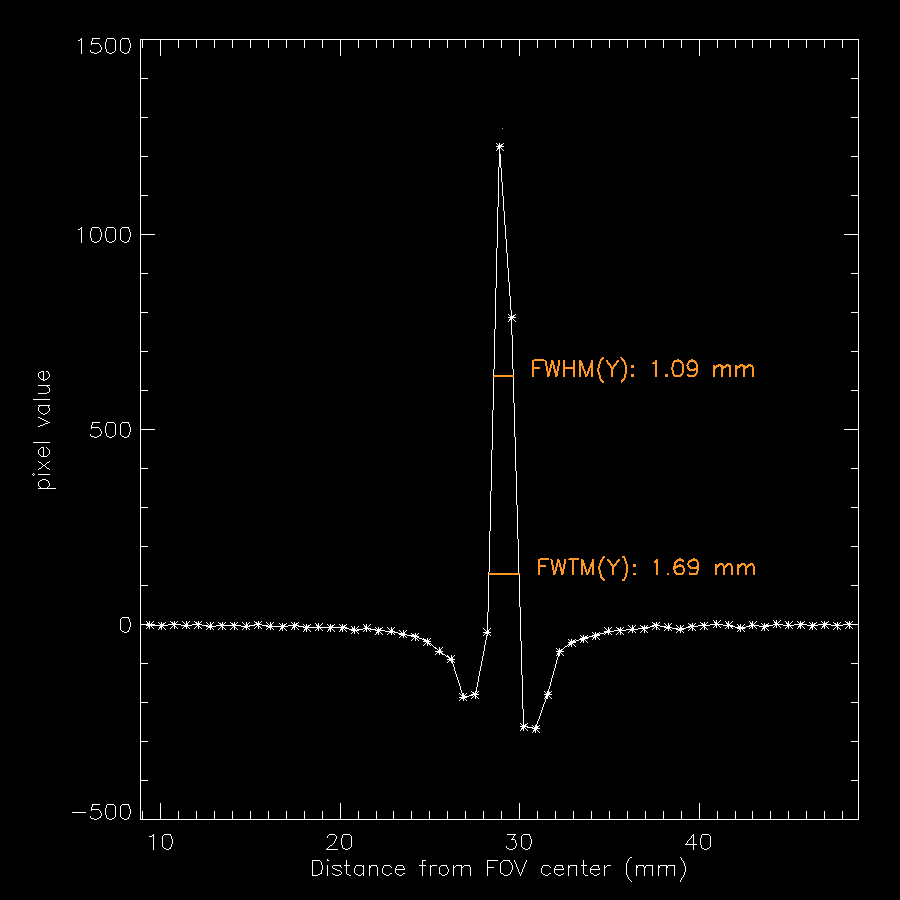 1500
1000
FWHM(Y): 1.09 mm
pixel value
500
FWTM(Y): 1.69 mm
0
-500
10 20 30 40
Distance from FOV center (mm)